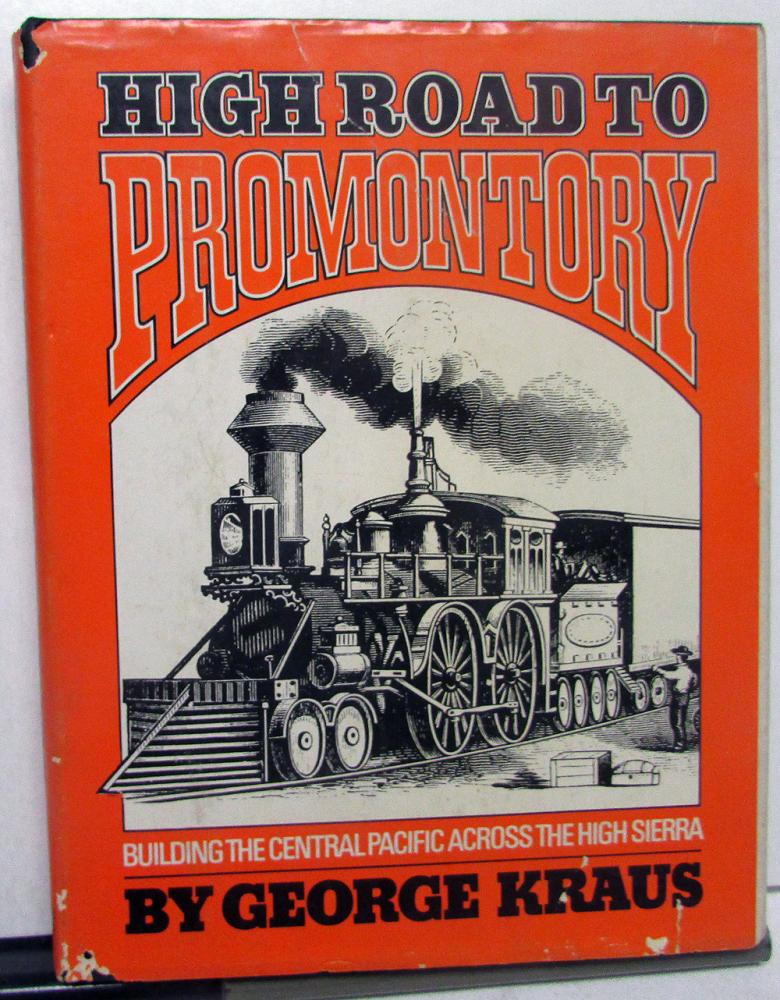 HIGH ROAD TO
PROMONTORY
BUILDING THE CENTRAL PACIFIC ACROSS THE HIGH SIERRA
BY GEORGE KRAUS